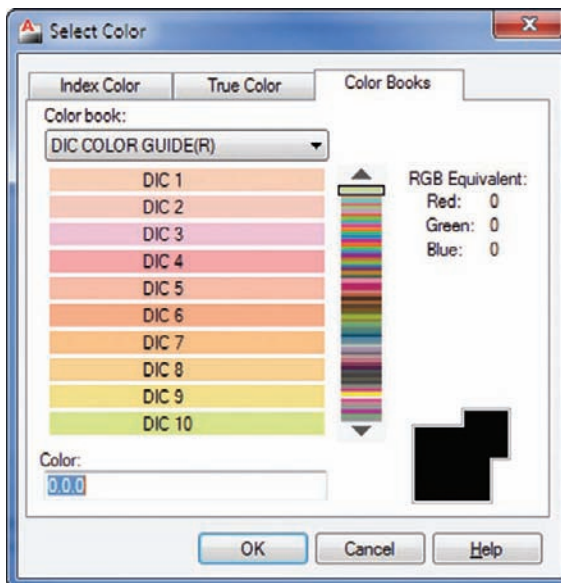 Select Color
Index Color True Color Color Books
Color book:
DIC COLOR GUIDE(R)
DIC 1
DIC 2
DIC 3
DIC 4
DIC 5
DIC 6
DIC 7
DIC 8
DIC 9
DIC 10
RGB Equivalent:
Red: 0
Green: 0
Blue: 0
Color:
0,0,0
OK Cancel Help